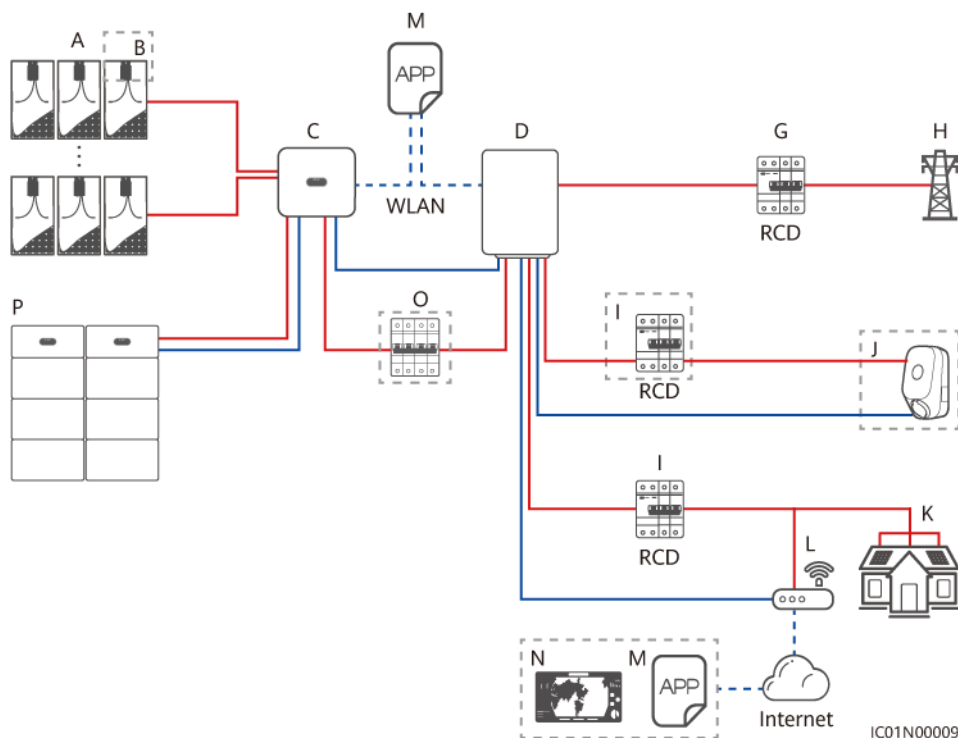 M
A
B
APP
C
D
G
H
WLAN
RCD
P
O
I
J
RCD
I
K
L
RCD
N
M
APP
Internet
IC01N00009